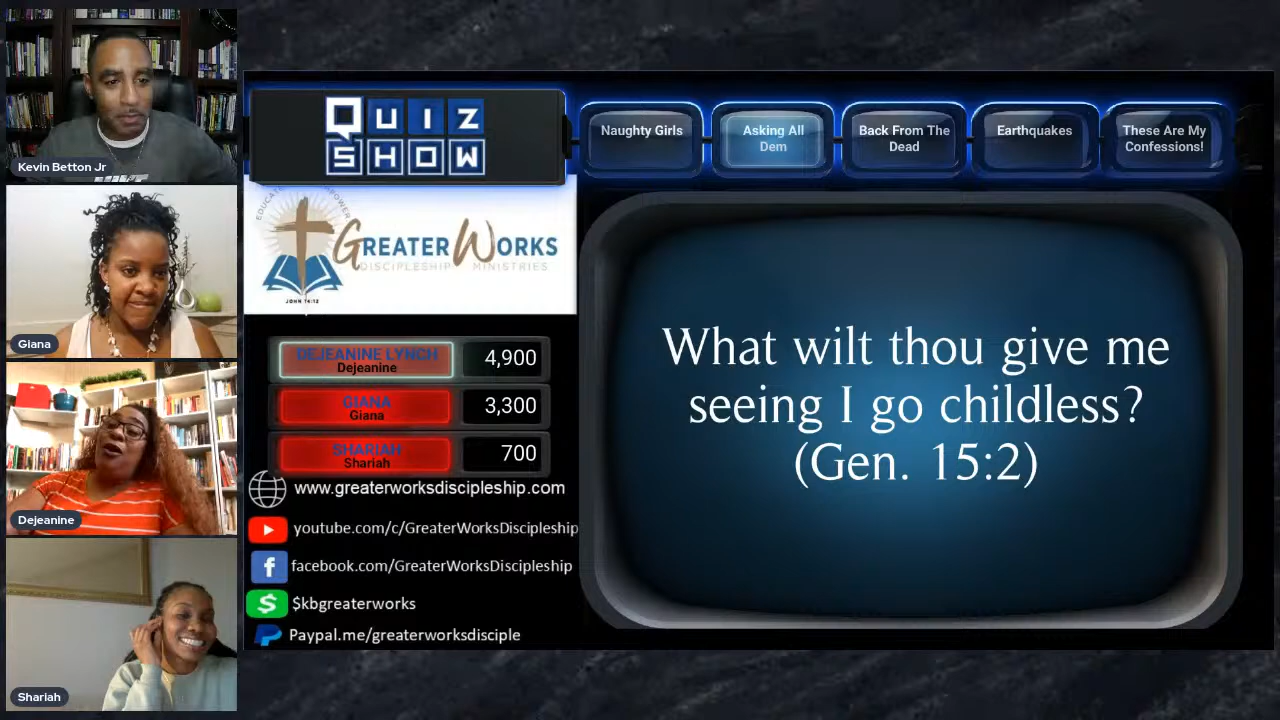 Kevin Betton Jr
Giana
Dejeanine
Shariah
QUIZ
SHOW
EDUCATE
EMPOWER
GREATERWORKS
DISCIPLESHIP MINISTRIES
JOHN 14:12
DEJEANINE LYNCH
Dejeanine
4,900
GIANA
Giana
3,300
SHARIAH
Shariah
700
www.greaterworksdiscipleship.com
youtube.com/c/GreaterWorksDiscipleship
facebook.com/GreaterWorksDiscipleship
$kbgreaterworks
Paypal.me/greaterworksdisciple
Naughty Girls
Asking All
Dem
Back From The
Dead
Earthquakes
These Are My
Confessions!
What wilt thou give me
seeing I go childless?
(Gen. 15:2)